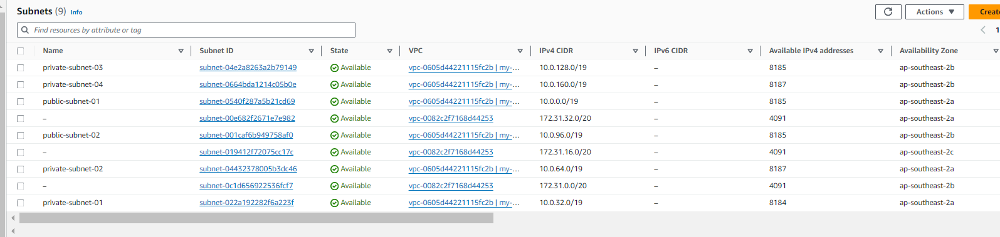 Subnets (9) Info
Actions Create
Find resources by attribute or tag
1
Name Subnet ID State VPC IPv4 CIDR IPv6 CIDR Available IPv4 addresses Availability Zone
private-subnet-03 subnet-04e2a8263a2b79149 Available vpc-0605d44221115fc2b | my-... 10.0.128.0/19 – 8185 ap-southeast-2b
private-subnet-04 subnet-0664bda1214c05b0e Available vpc-0605d44221115fc2b | my-... 10.0.160.0/19 – 8187 ap-southeast-2b
public-subnet-01 subnet-0540f287a5b21cd69 Available vpc-0605d44221115fc2b | my-... 10.0.0.0/19 – 8185 ap-southeast-2a
– subnet-00e682f2671e7e982 Available vpc-0082c2f7168d44253 172.31.32.0/20 – 4091 ap-southeast-2a
public-subnet-02 subnet-001caf6b949758af0 Available vpc-0605d44221115fc2b | my-... 10.0.96.0/19 – 8185 ap-southeast-2b
– subnet-019412f72075cc17c Available vpc-0082c2f7168d44253 172.31.16.0/20 – 4091 ap-southeast-2c
private-subnet-02 subnet-04432378005b3dc46 Available vpc-0605d44221115fc2b | my-... 10.0.64.0/19 – 8187 ap-southeast-2a
– subnet-0c1d656922536fcf7 Available vpc-0082c2f7168d44253 172.31.0.0/20 – 4091 ap-southeast-2b
private-subnet-01 subnet-022a192282f6a223f Available vpc-0605d44221115fc2b | my-... 10.0.32.0/19 – 8184 ap-southeast-2a